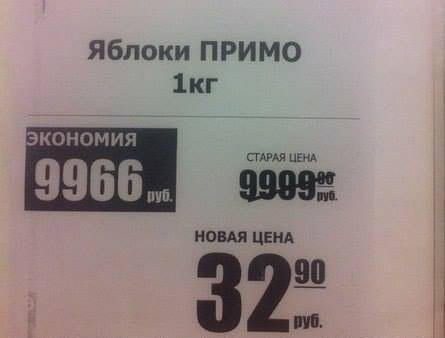 Яблоки ПРИМО
1кг
ЭКОНОМИЯ
9966 руб.
СТАРАЯ ЦЕНА
9999 90 руб.
НОВАЯ ЦЕНА
32 90 руб.